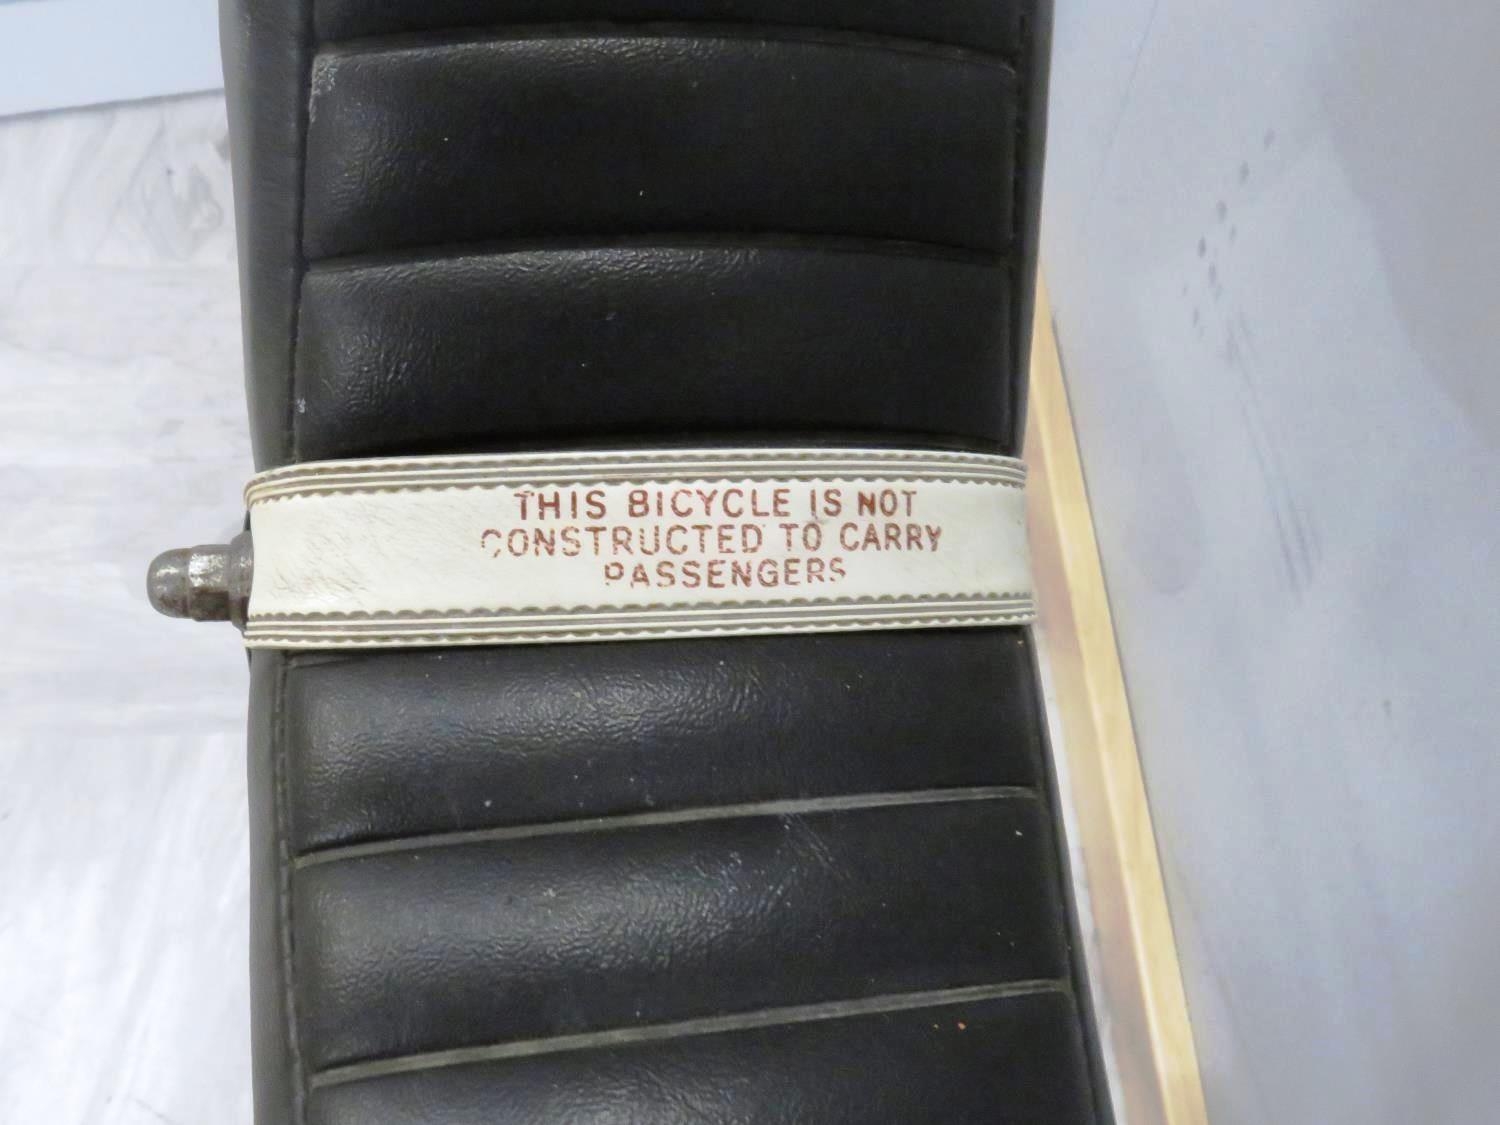 THIS BICYCLE IS NOT
CONSTRUCTED TO CARRY
PASSENGERS